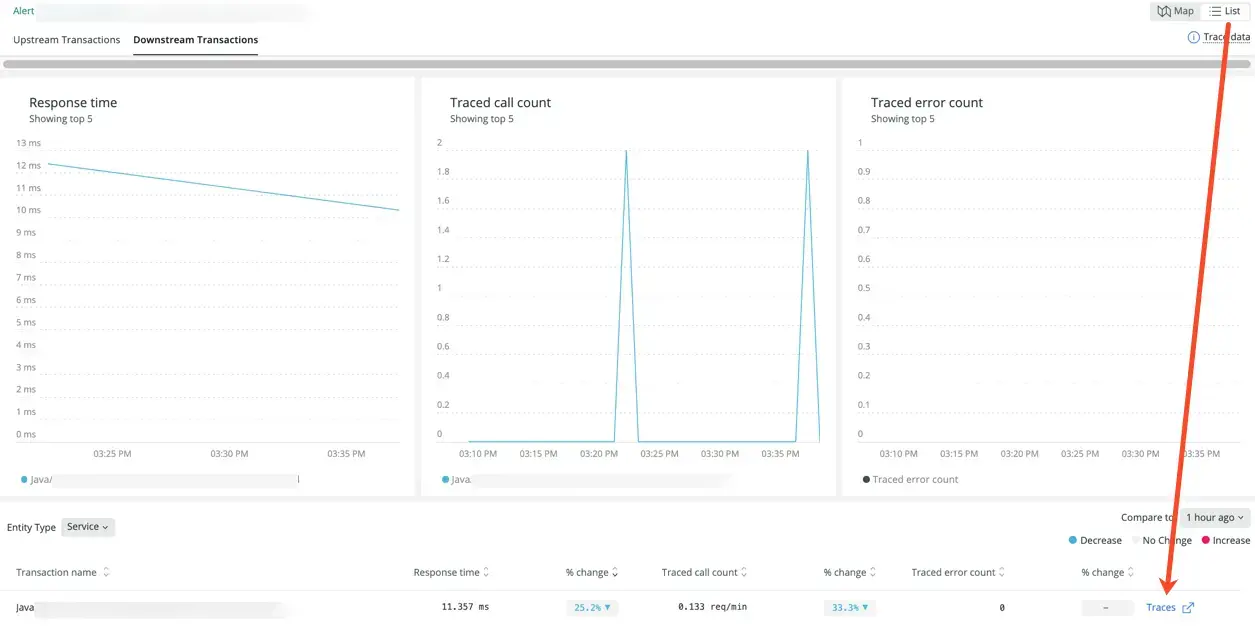 Alert
Map List
Upstream Transactions Downstream Transactions
Trace data
Response time
Showing top 5
13 ms
12 ms
11 ms
10 ms
9 ms
8 ms
7 ms
6 ms
5 ms
4 ms
3 ms
2 ms
1 ms
0 ms
03:25 PM 03:30 PM 03:35 PM
Java/
Traced call count
Showing top 5
2
1.8
1.6
1.4
1.2
1
0.8
0.6
0.4
0.2
0
03:10 PM 03:15 PM 03:20 PM 03:25 PM 03:30 PM 03:35 PM
Java
Traced error count
Showing top 5
1
0.9
0.8
0.7
0.6
0.5
0.4
0.3
0.2
0.1
0
03:10 PM 03:15 PM 03:20 PM 03:25 PM 03:30 PM 03:35 PM
Traced error count
Entity Type Service
Compare to 1 hour ago
Decrease No Change Increase
Transaction name Response time % change Traced call count % change Traced error count % change
Java 11.357 ms 25.2% ▼ 0.133 req/min 33.3% ▼ 0 – Traces